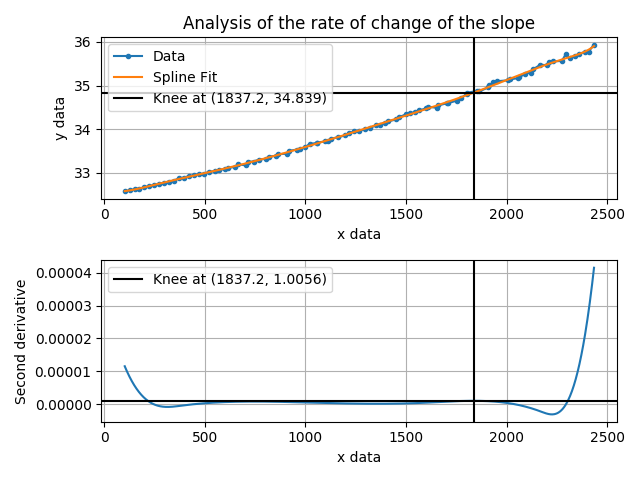 Analysis of the rate of change of the slope
36
35
34
33
y data
Data
Spline Fit
Knee at (1837.2, 34.839)
0
500
1000
1500
2000
2500
x data
0.00004
0.00003
0.00002
0.00001
0.00000
Second derivative
Knee at (1837.2, 1.0056)
0
500
1000
1500
2000
2500
x data